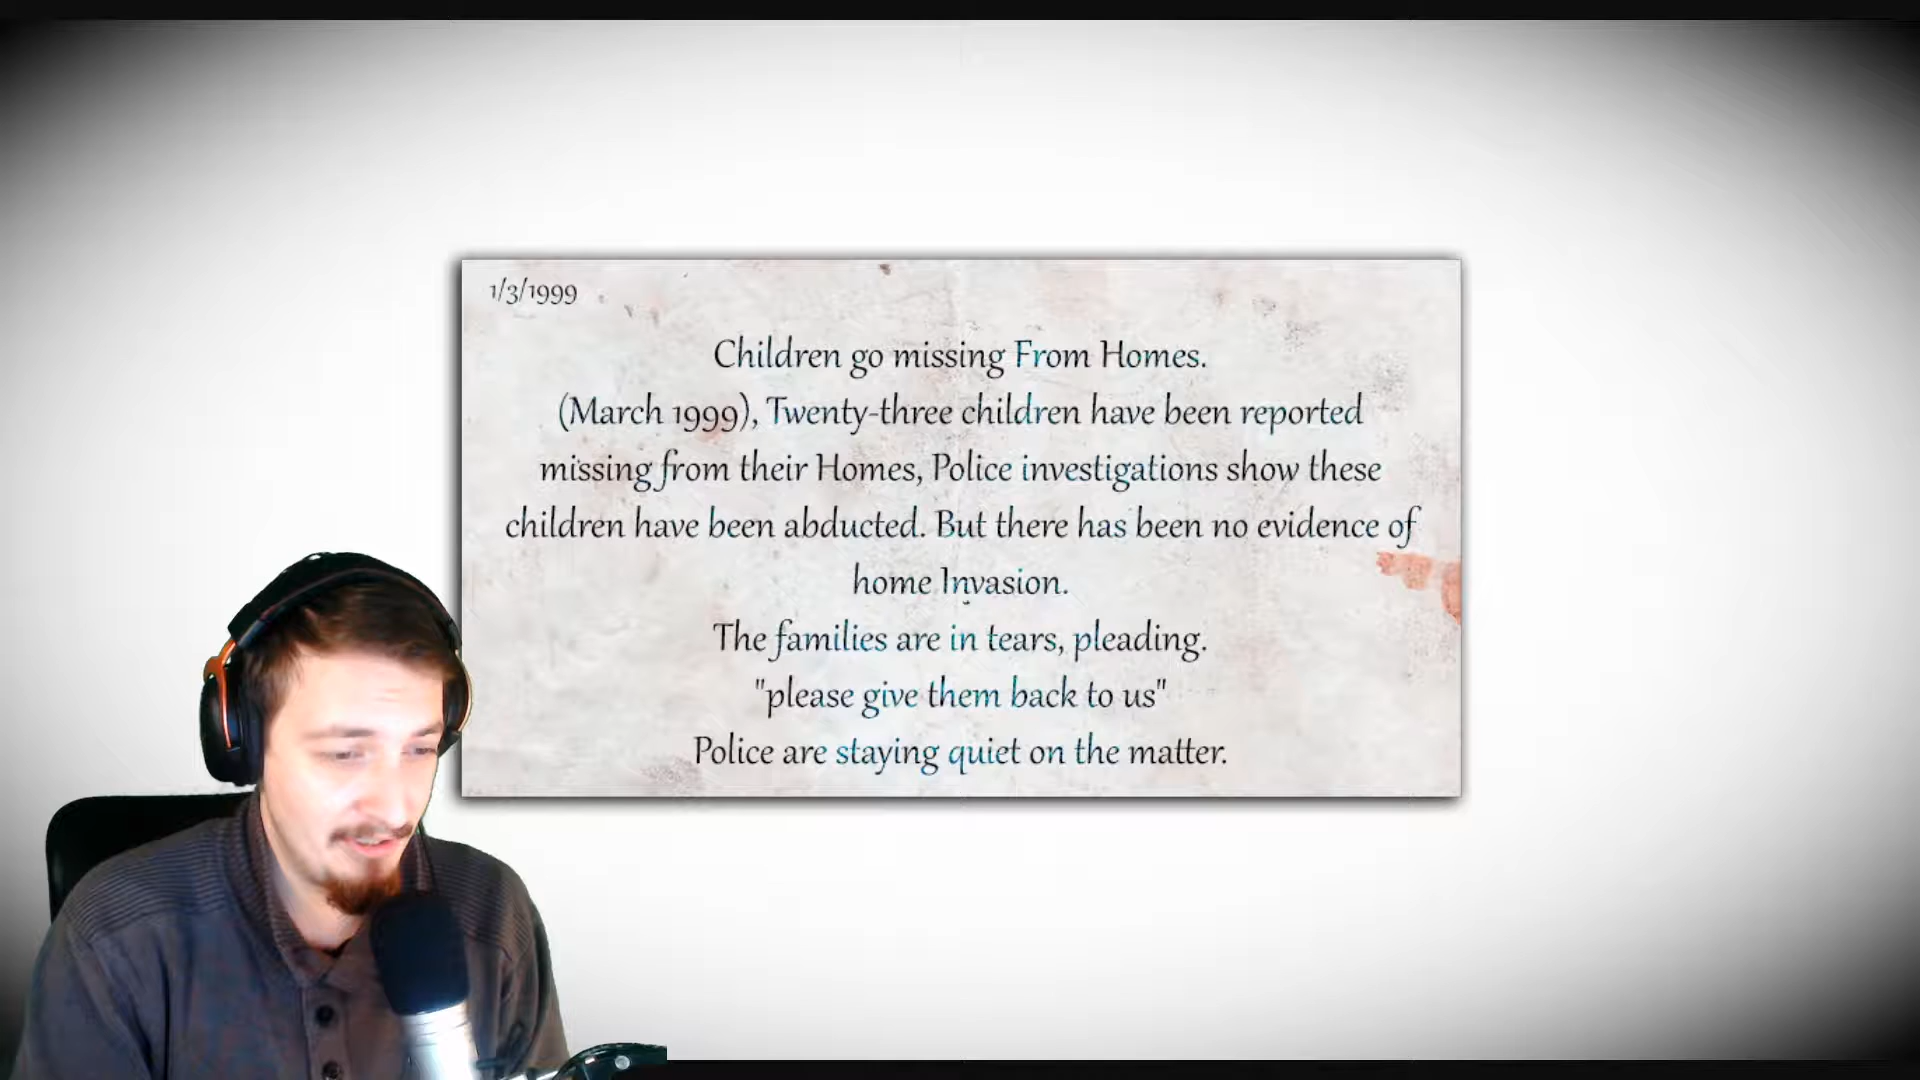 1/3/1999
Children go missing From Homes.
(March 1999), Twenty-three children have been reported
missing from their Homes, Police investigations show these
children have been abducted. But there has been no evidence of
home Invasion.
The families are in tears, pleading.
"please give them back to us"
Police are staying quiet on the matter.